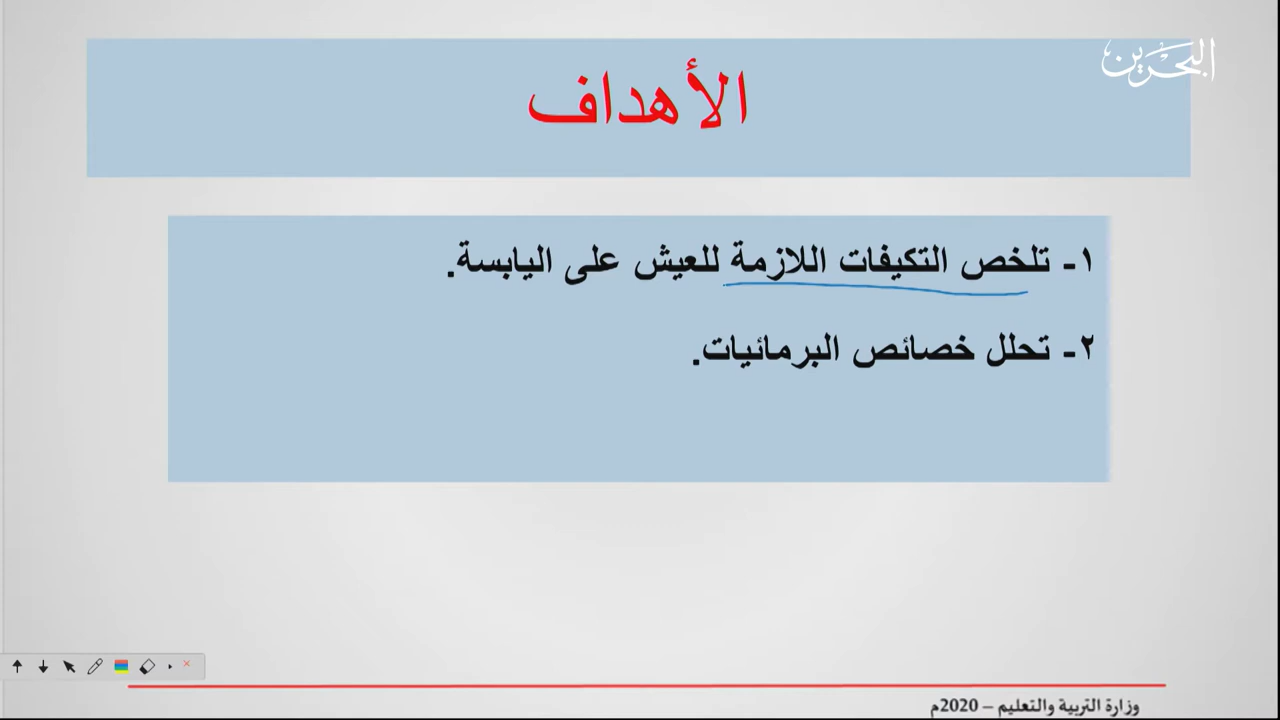 البحرين
الأهداف
١- تلخص التكيفات اللازمة للعيش على اليابسة.
٢- تحلل خصائص البرمائيات.
وزارة التربية والتعليم – 2020م